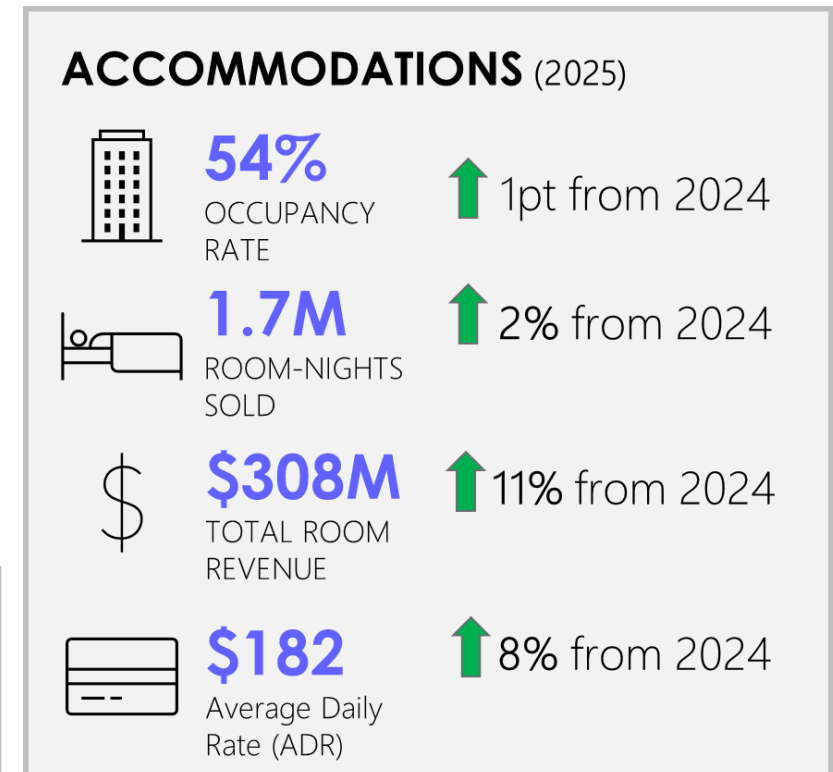 ACCOMMODATIONS (2025)
54%
OCCUPANCY
RATE
1pt from 2024
1.7M
ROOM-NIGHTS
SOLD
2% from 2024
$308M
TOTAL ROOM
REVENUE
11% from 2024
$182
Average Daily
Rate (ADR)
8% from 2024